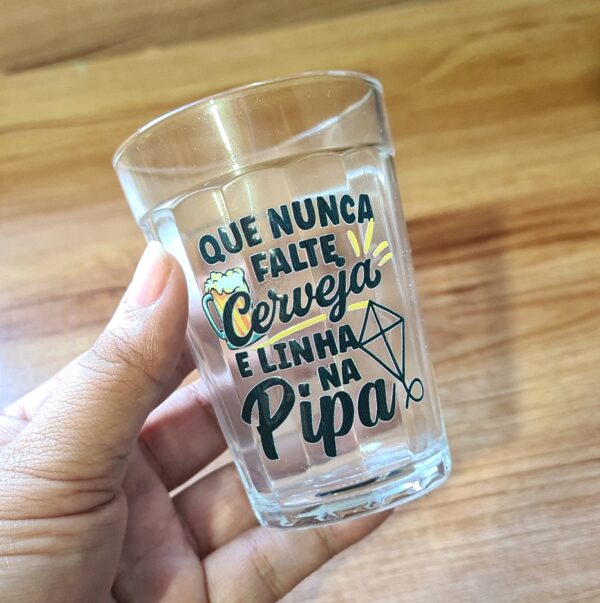 QUE NUNCA
FALTE
Cerveja
E LINHA
NA
Pipa